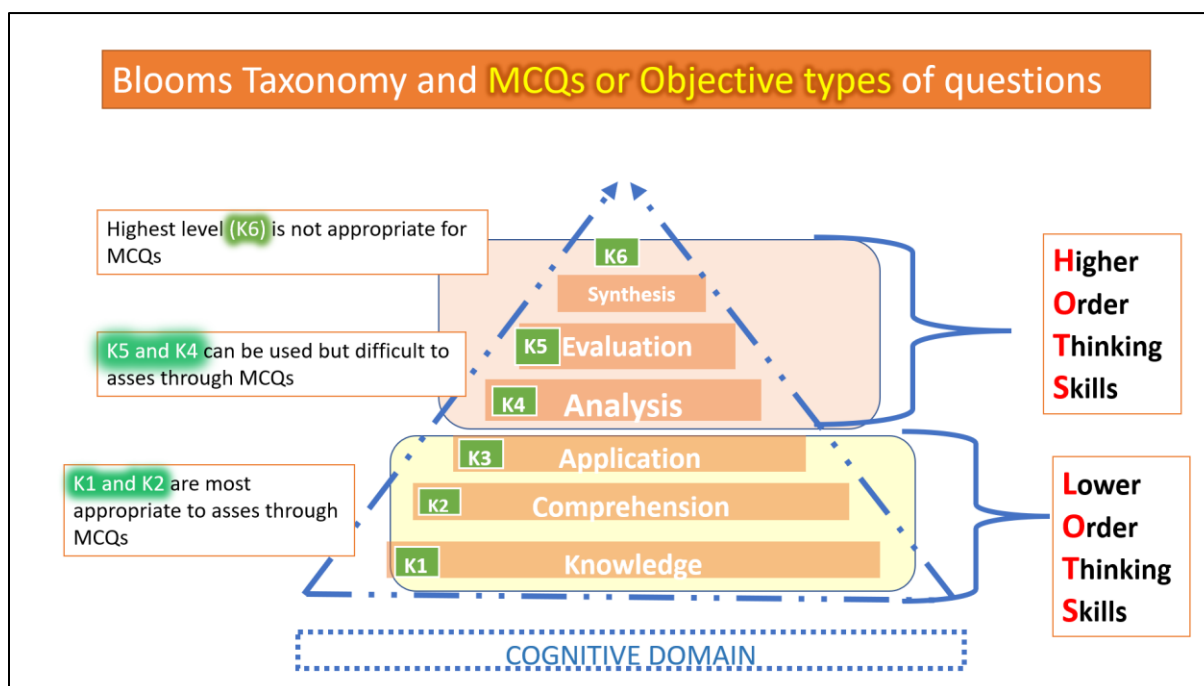 Blooms Taxonomy and MCQs or Objective types of questions
Highest level (K6) is not appropriate for
MCQs
K5 and K4 can be used but difficult to
asses through MCQs
K1 and K2 are most
appropriate to asses through
MCQs
K6
Synthesis
K5 Evaluation
K4 Analysis
K3 Application
K2 Comprehension
K1 Knowledge
Higher
Order
Thinking
Skills
Lower
Order
Thinking
Skills
COGNITIVE DOMAIN